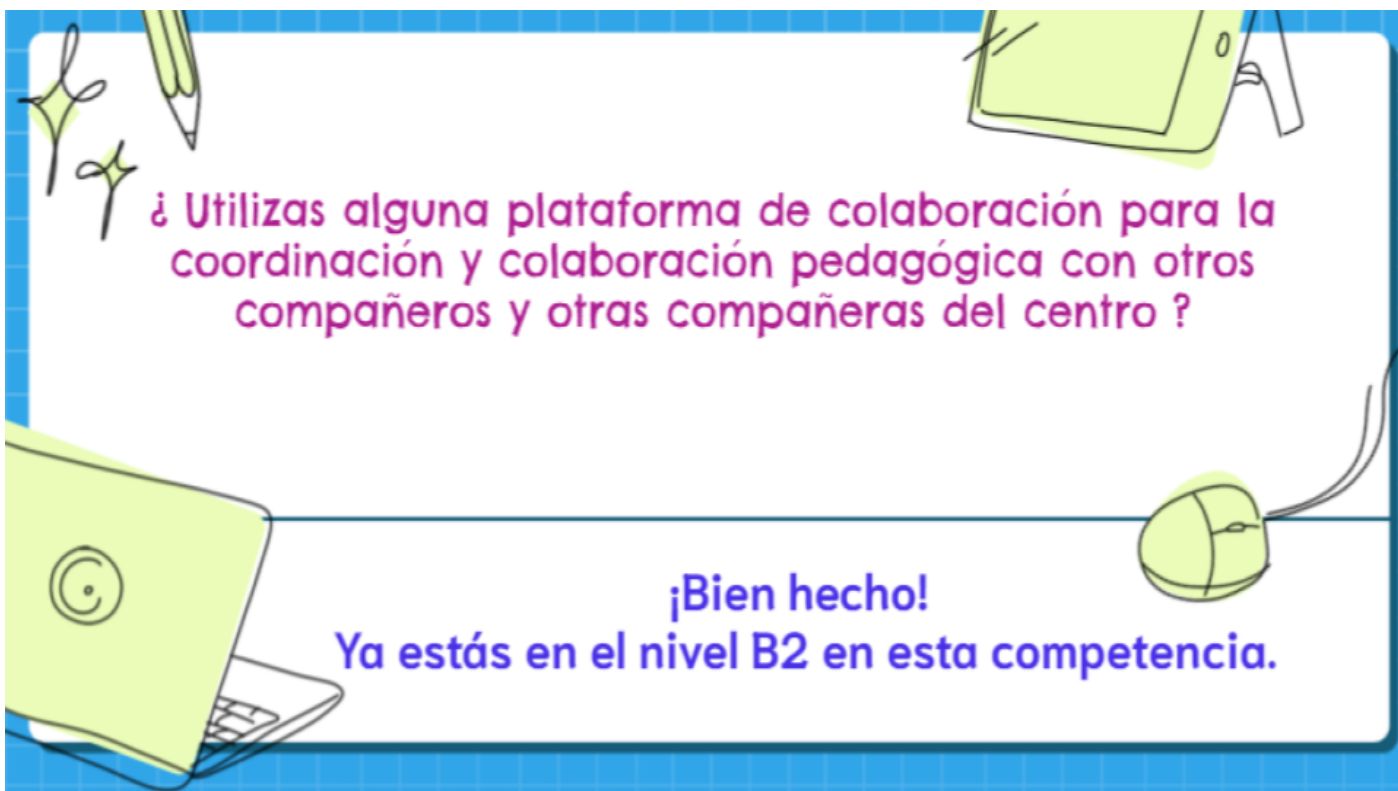 ¿ Utilizas alguna plataforma de colaboración para la
coordinación y colaboración pedagógica con otros
compañeros y otras compañeras del centro ?
¡Bien hecho!
Ya estás en el nivel B2 en esta competencia.